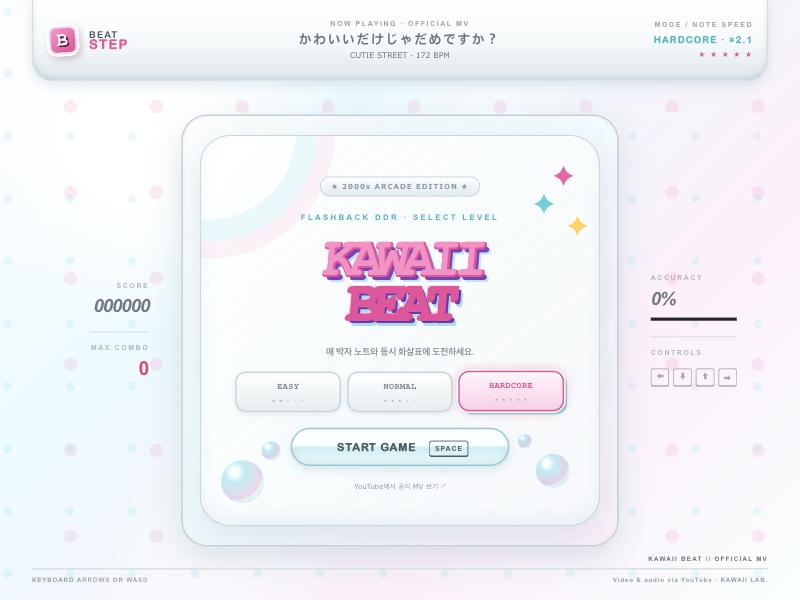 B
BEAT
STEP
NOW PLAYING · OFFICIAL MV
かわいいだけじゃだめですか？
CUTIE STREET · 172 BPM
MODE / NOTE SPEED
HARDCORE · ×2.1
★ ★ ★ ★ ★
★ 2000s ARCADE EDITION ★
FLASHBACK DDR · SELECT LEVEL
KAWAII
BEAT
매 박자 노트와 동시 화살표에 도전하세요.
EASY
NORMAL
HARDCORE
START GAME SPACE
YouTube에서 공식 MV 보기 ↗
SCORE
000000
MAX COMBO
0
ACCURACY
0%
CONTROLS
← ↓ ↑ →
KAWAII BEAT // OFFICIAL MV
KEYBOARD ARROWS OR WASD
Video & audio via YouTube · KAWAII LAB.